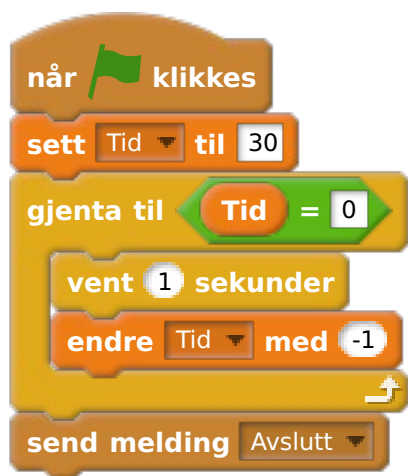 når klikkes
sett Tid til 30
gjenta til Tid = 0
vent 1 sekunder
endre Tid med -1
send melding Avslutt